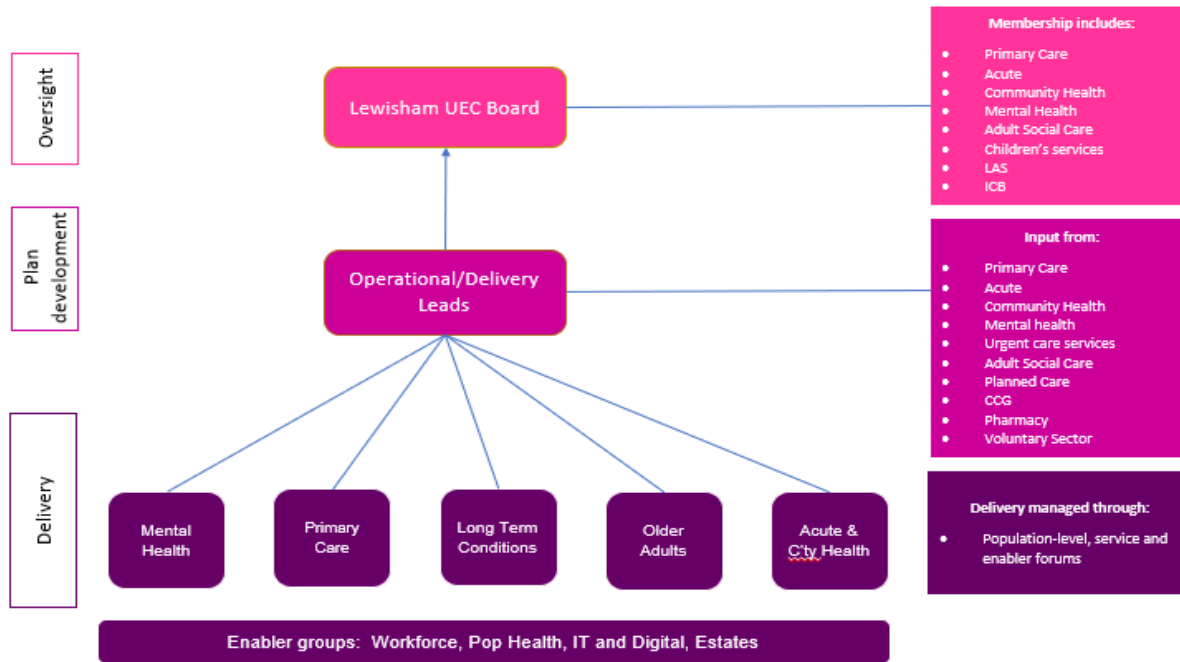 Oversight
Lewisham UEC Board
Membership includes:
Primary Care
Acute
Community Health
Mental Health
Adult Social Care
Children's services
LAS
ICB
Plan
development
Operational/Delivery
Leads
Input from:
Primary Care
Acute
Community Health
Mental health
Urgent care services
Adult Social Care
Planned Care
CCG
Pharmacy
Voluntary Sector
Delivery
Mental
Health
Primary
Care
Long Term
Conditions
Older
Adults
Acute &
C'ty Health
Delivery managed through:
Population-level, service and
enabler forums
Enabler groups: Workforce, Pop Health, IT and Digital, Estates